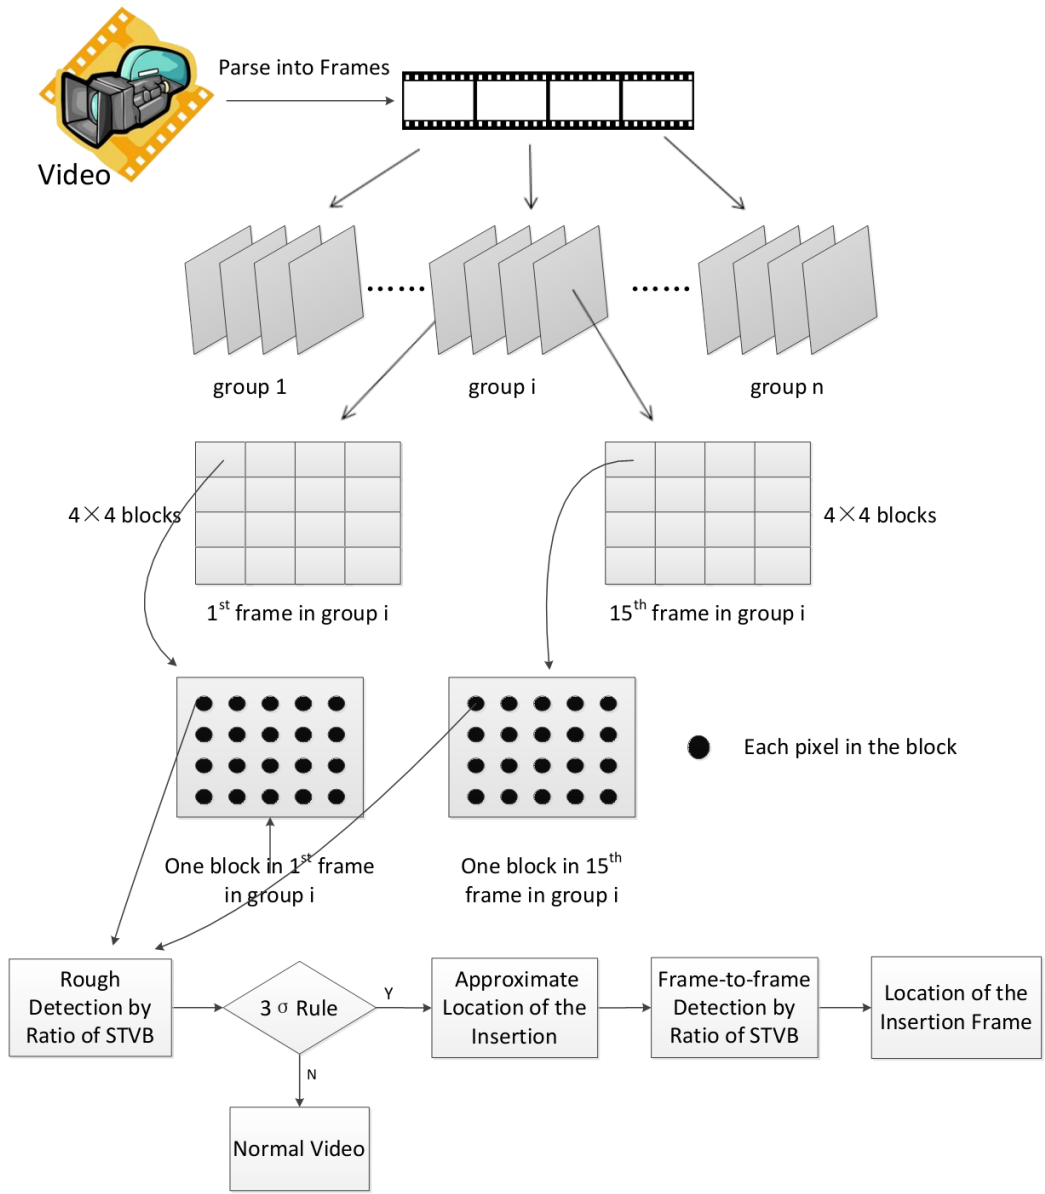 Parse into Frames
Video
group 1
group i
group n
4×4 blocks
4×4 blocks
1st frame in group i
15th frame in group i
Each pixel in the block
One block in 1st frame
in group i
One block in 15th
frame in group i
Rough
Detection by
Ratio of STVB
3 σ Rule
Y
Approximate
Location of the
Insertion
Frame-to-frame
Detection by
Ratio of STVB
Location of the
Insertion Frame
N
Normal Video